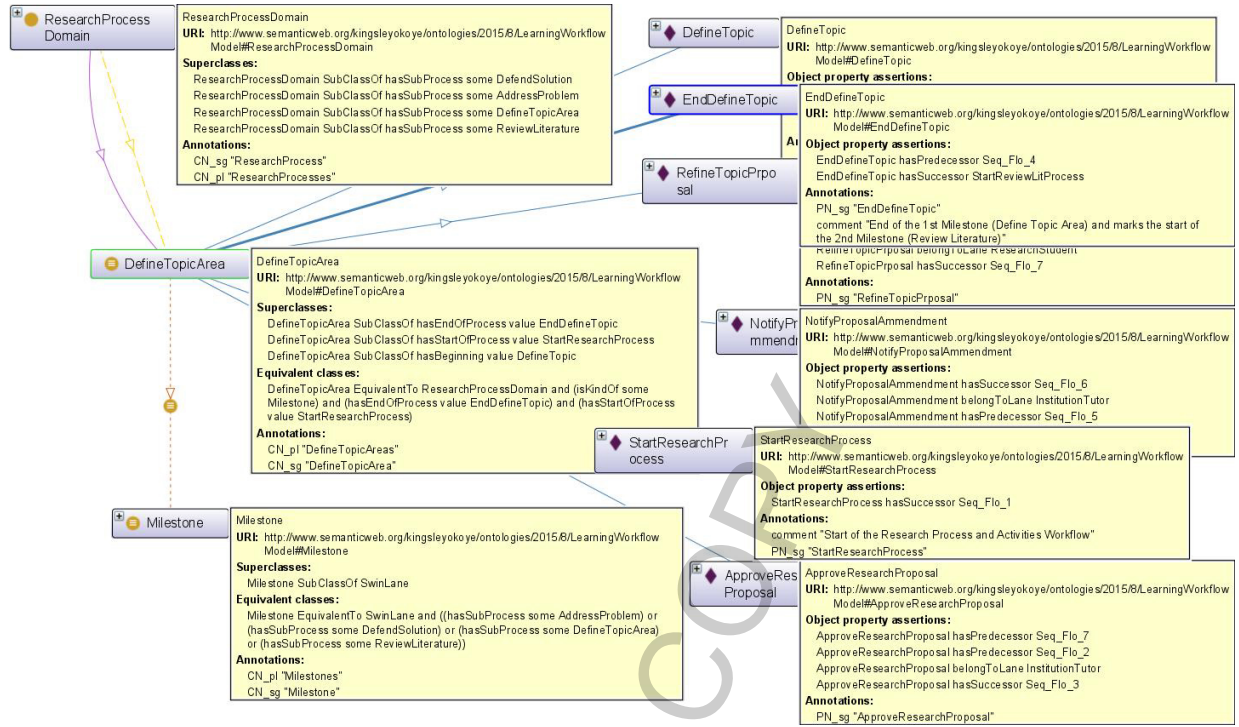 ResearchProcess
Domain
ResearchProcessDomain
URI: http://www.semanticweb.org/kingsleyokoye/ontologies/2015/8/LearningWorkflow
Model#ResearchProcessDomain
Superclasses:
ResearchProcessDomain SubClassOf hasSubProcess some DefendSolution
ResearchProcessDomain SubClassOf hasSubProcess some AddressProblem
ResearchProcessDomain SubClassOf hasSubProcess some DefineTopicArea
ResearchProcessDomain SubClassOf hasSubProcess some ReviewLiterature
Annotations:
CN_sg "ResearchProcess"
CN_pl "ResearchProcesses"
DefineTopic
DefineTopic
URI: http://www.semanticweb.org/kingsleyokoye/ontologies/2015/8/LearningWorkflow
Model#DefineTopic
Object property assertions:
EndDefineTopic
EndDefineTopic
URI: http://www.semanticweb.org/kingsleyokoye/ontologies/2015/8/LearningWorkflow
Model#EndDefineTopic
Object property assertions:
EndDefineTopic hasPredecessor Seq_Flo_4
EndDefineTopic hasSuccessor StartReviewLitProcess
Annotations:
PN_sg "EndDefineTopic"
comment "End of the 1st Milestone (Define Topic Area) and marks the start of
the 2nd Milestone (Review Literature)"
RefineTopicPrpo
sal
RefineTopicPrposal belongToLane ResearchStudent
RefineTopicPrposal hasSuccessor Seq_Flo_7
Annotations:
PN_sg "RefineTopicPrposal"
DefineTopicArea
DefineTopicArea
URI: http://www.semanticweb.org/kingsleyokoye/ontologies/2015/8/LearningWorkflow
Model#DefineTopicArea
Superclasses:
DefineTopicArea SubClassOf hasEndOfProcess value EndDefineTopic
DefineTopicArea SubClassOf hasStartOfProcess value StartResearchProcess
DefineTopicArea SubClassOf hasBeginning value DefineTopic
Equivalent classes:
DefineTopicArea EquivalentTo ResearchProcessDomain and (isKindOf some
Milestone) and (hasEndOfProcess value EndDefineTopic) and (hasStartOfProcess
value StartResearchProcess)
Annotations:
CN_pl "DefineTopicAreas"
CN_sg "DefineTopicArea"
NotifyPr
mmendm
NotifyProposalAmmendment
URI: http://www.semanticweb.org/kingsleyokoye/ontologies/2015/8/LearningWorkflow
Model#NotifyProposalAmmendment
Object property assertions:
NotifyProposalAmmendment hasSuccessor Seq_Flo_6
NotifyProposalAmmendment belongToLane InstitutionTutor
NotifyProposalAmmendment hasPredecessor Seq_Flo_5
StartResearchPr
ocess
StartResearchProcess
URI: http://www.semanticweb.org/kingsleyokoye/ontologies/2015/8/LearningWorkflow
Model#StartResearchProcess
Object property assertions:
StartResearchProcess hasSuccessor Seq_Flo_1
Annotations:
comment "Start of the Research Process and Activities Workflow"
PN_sg "StartResearchProcess"
Milestone
Milestone
URI: http://www.semanticweb.org/kingsleyokoye/ontologies/2015/8/LearningWorkflow
Model#Milestone
Superclasses:
Milestone SubClassOf SwinLane
Equivalent classes:
Milestone EquivalentTo SwinLane and ((hasSubProcess some AddressProblem) or
(hasSubProcess some DefendSolution) or (hasSubProcess some DefineTopicArea)
or (hasSubProcess some ReviewLiterature))
Annotations:
CN_pl "Milestones"
CN_sg "Milestone"
ApproveRes
Proposal
ApproveResearchProposal
URI: http://www.semanticweb.org/kingsleyokoye/ontologies/2015/8/LearningWorkflow
Model#ApproveResearchProposal
Object property assertions:
ApproveResearchProposal hasPredecessor Seq_Flo_7
ApproveResearchProposal hasPredecessor Seq_Flo_2
ApproveResearchProposal belongToLane InstitutionTutor
ApproveResearchProposal hasSuccessor Seq_Flo_3
Annotations:
PN_sg "ApproveResearchProposal"
COPY